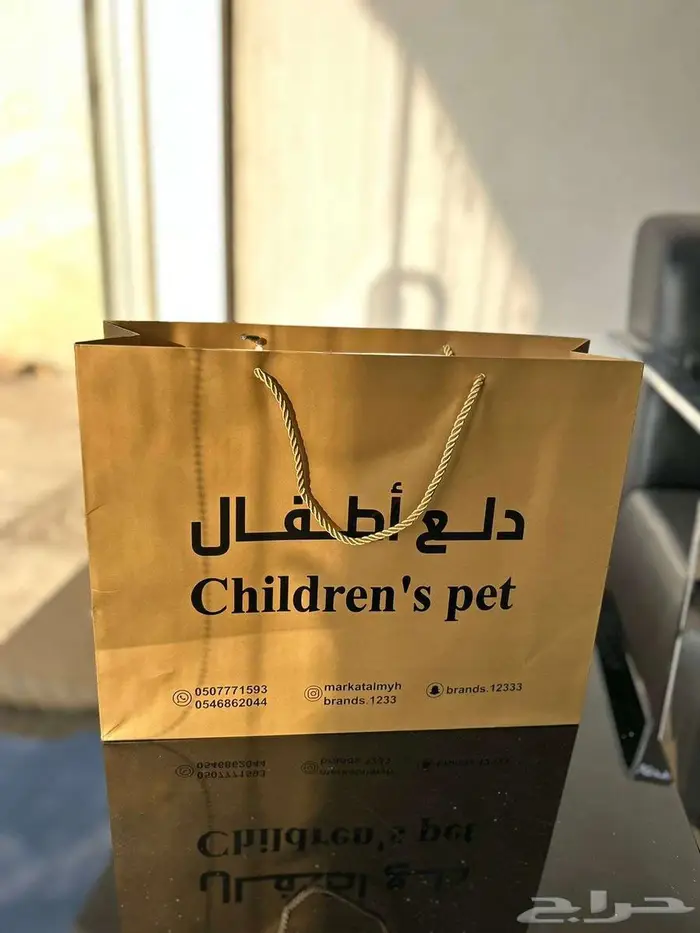 دلع أطفال
Children's pet
0507771593
0546862044
markatalmyh
brands.1233
brands.12333
حراج